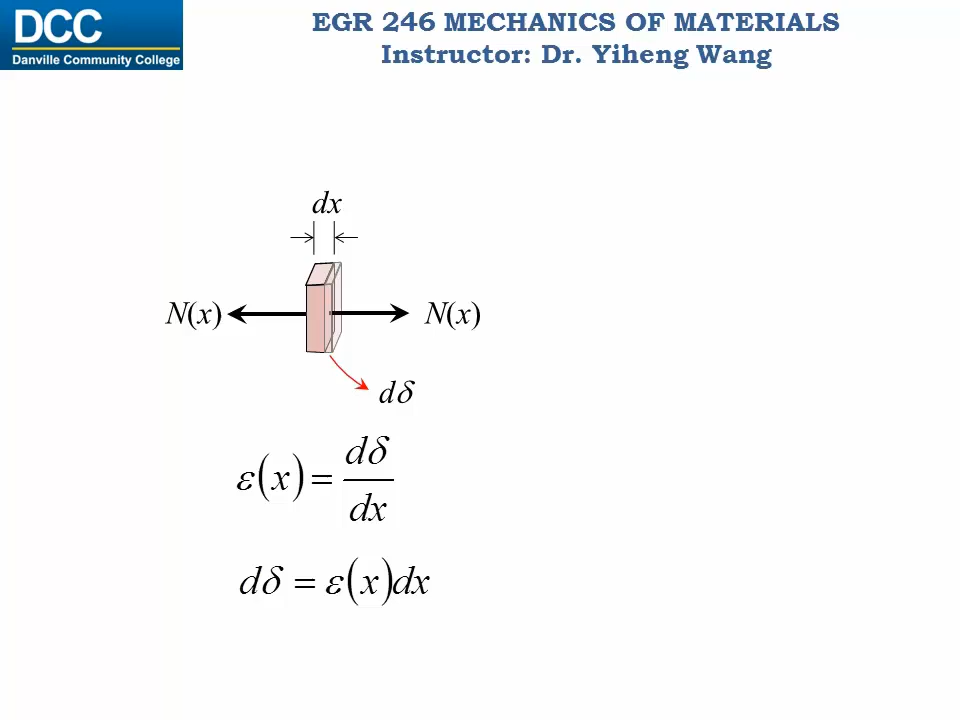 DCC
Danville Community College
EGR 246 MECHANICS OF MATERIALS
Instructor: Dr. Yiheng Wang
dx
N(x)
N(x)
dδ
ε(x) = dδ/dx
dδ = ε(x)dx